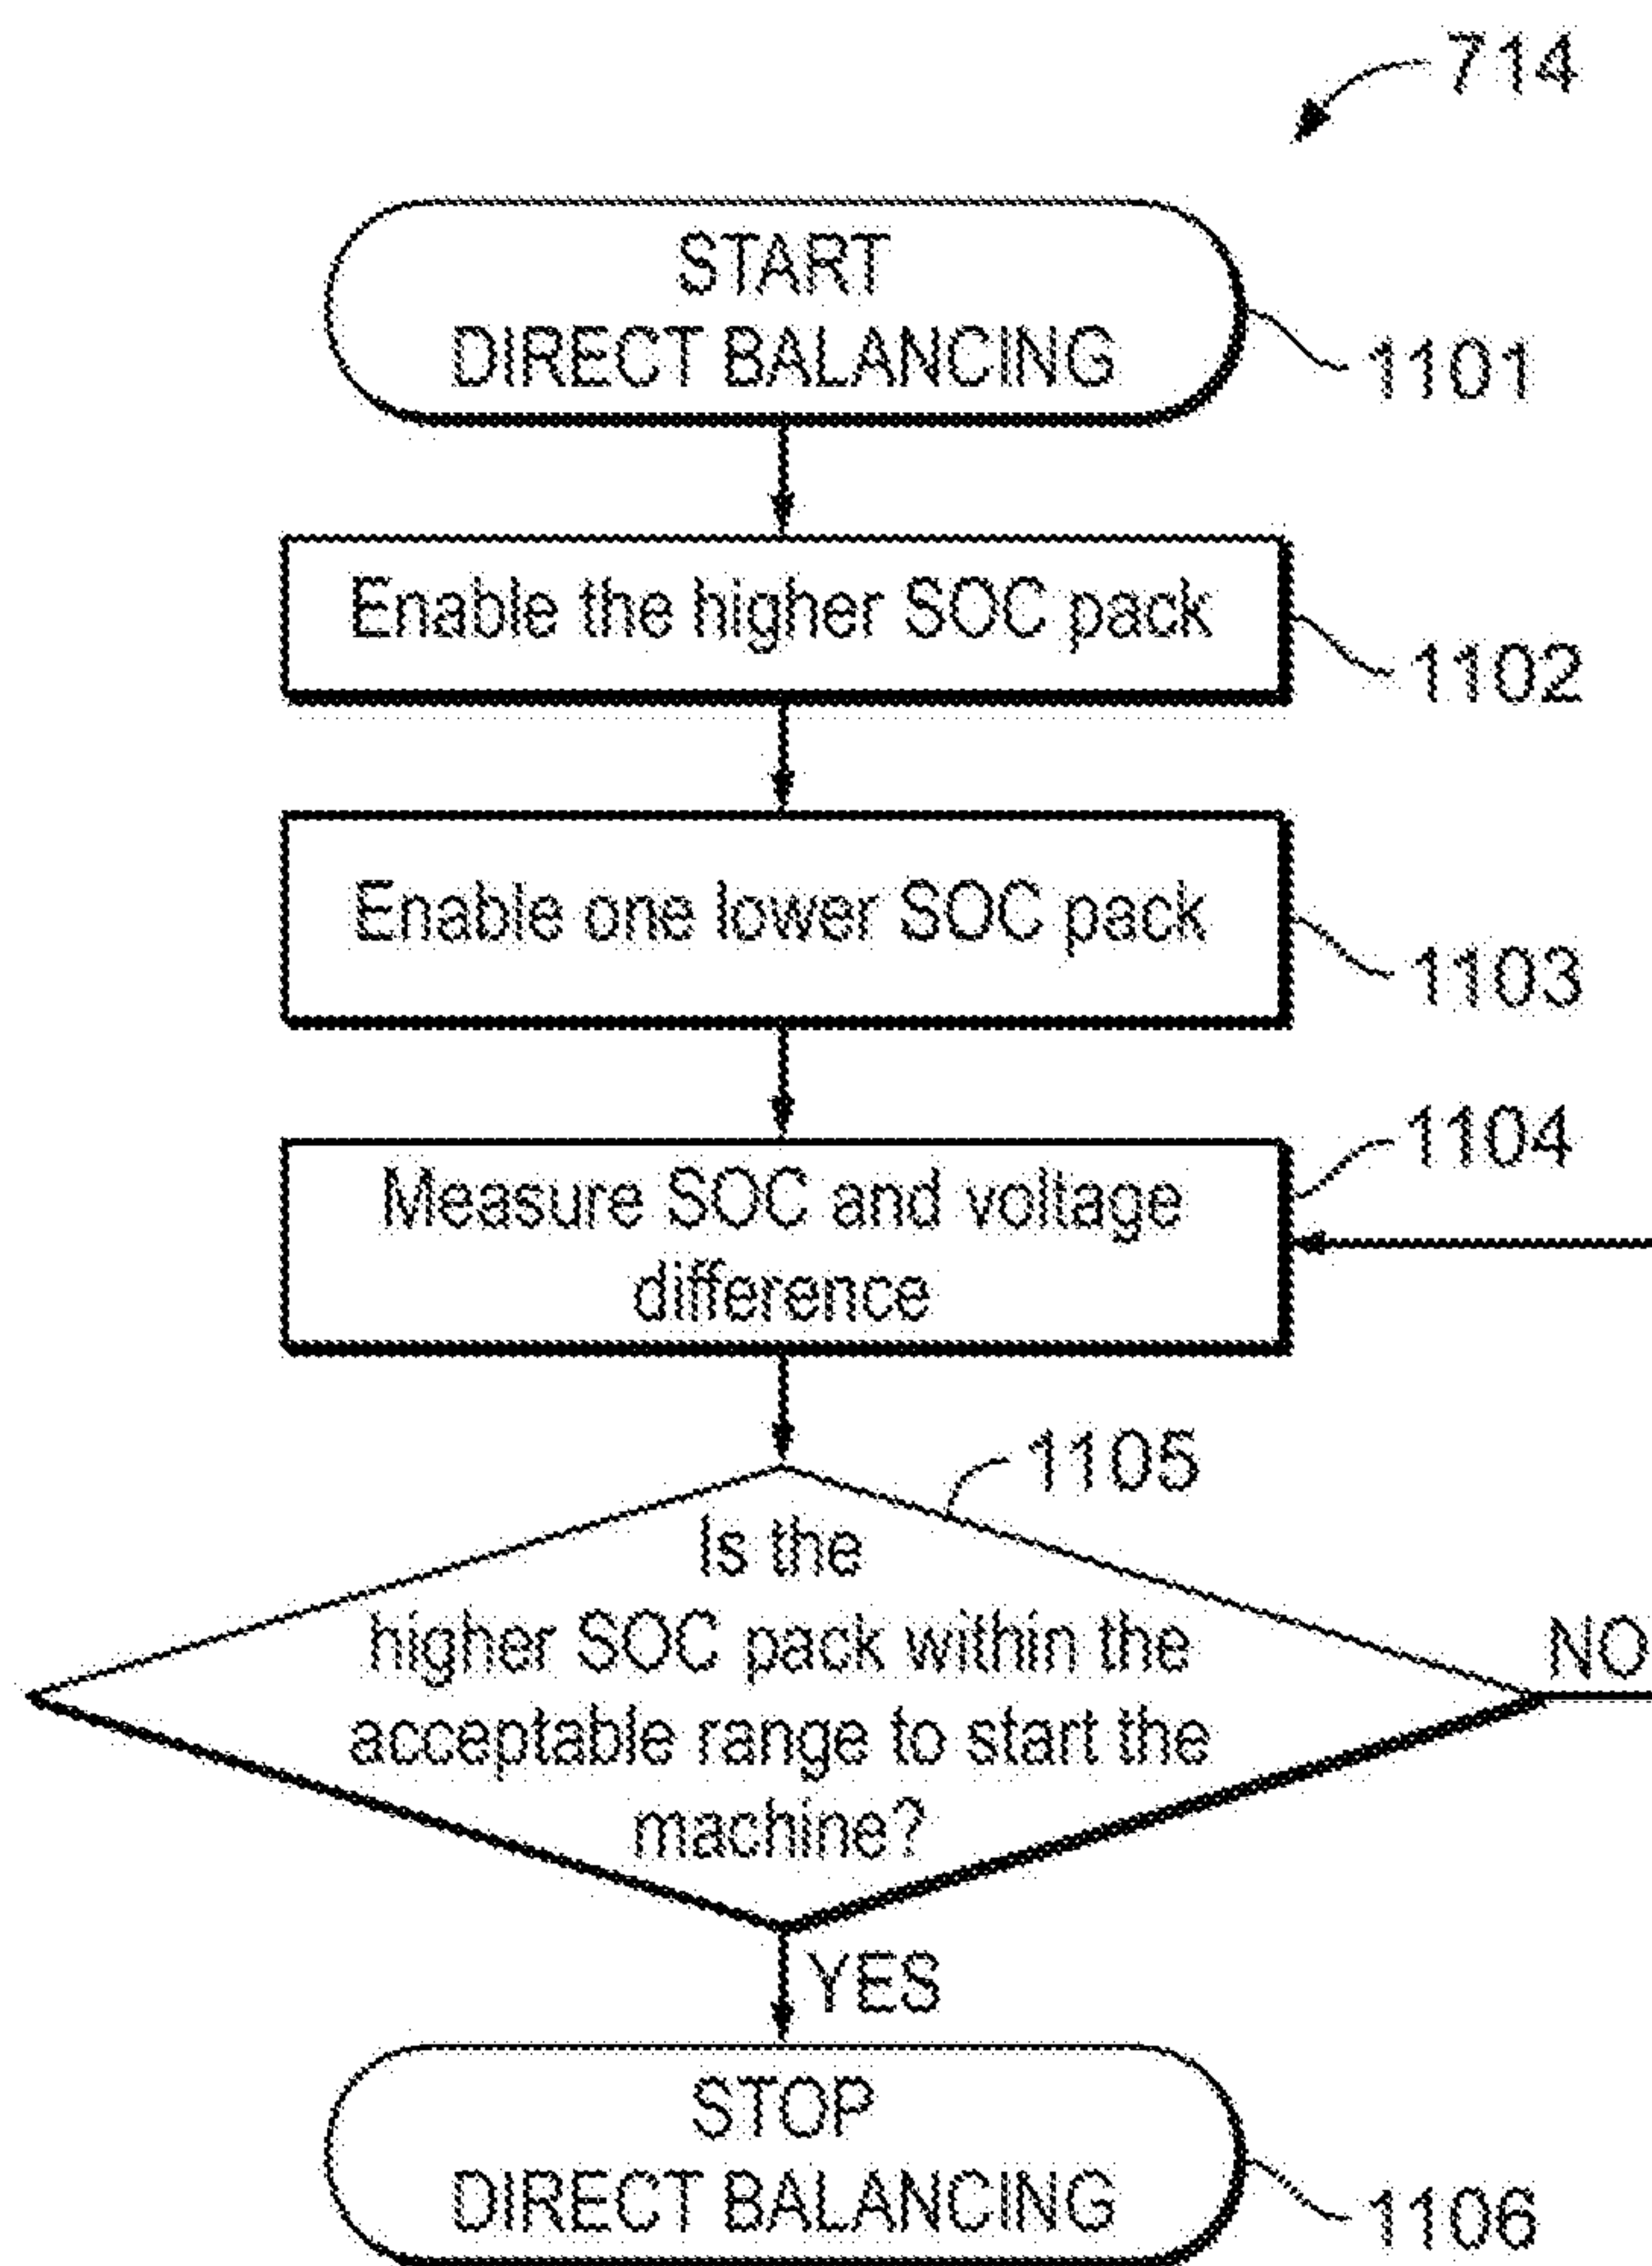 714
START
DIRECT BALANCING
1101
Enable the higher SOC pack
1102
Enable one lower SOC pack
1103
1104
Measure SOC and voltage
difference
1105
Is the
higher SOC pack within the
acceptable range to start the
machine?
NO
YES
STOP
DIRECT BALANCING
1106